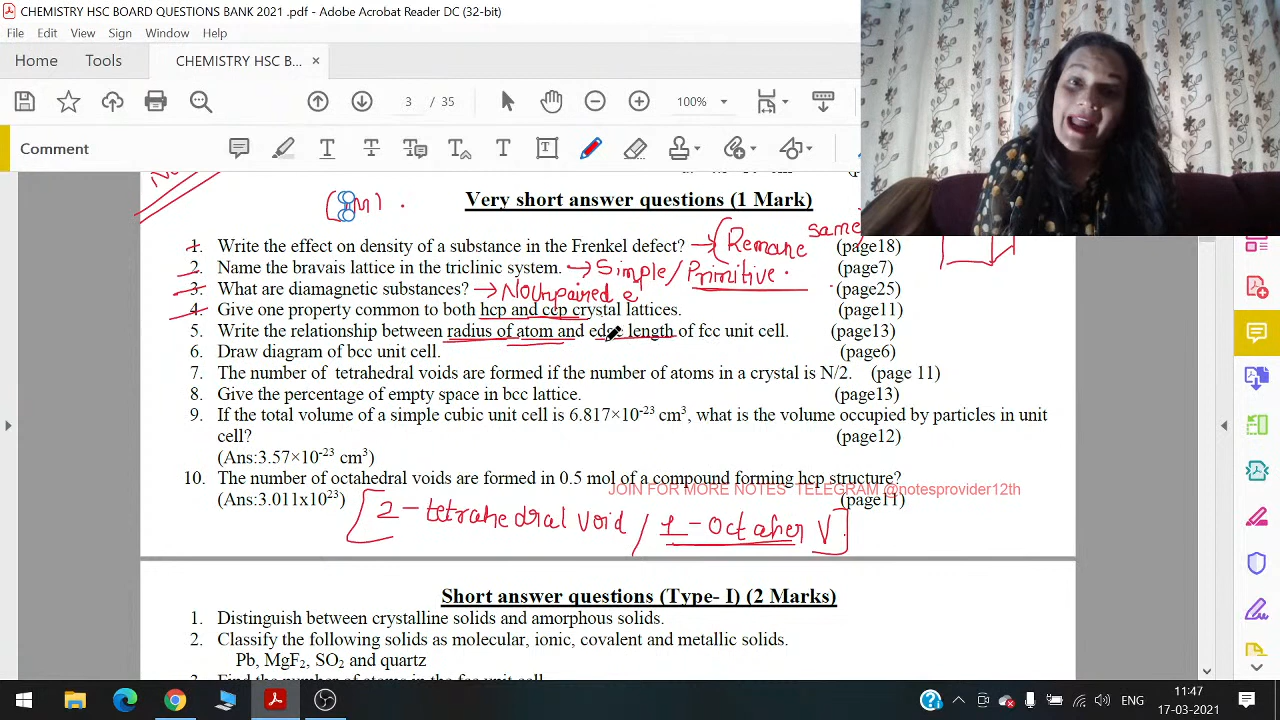 CHEMISTRY HSC BOARD QUESTIONS BANK 2021 .pdf - Adobe Acrobat Reader DC (32-bit)
File Edit View Sign Window Help
Home Tools CHEMISTRY HSC B... ×
3 / 35 100%
Comment
Very short answer questions (1 Mark)
1. Write the effect on density of a substance in the Frenkel defect? → Remane same (page18)
2. Name the bravais lattice in the triclinic system. → Simple/Primitive. (page7)
3. What are diamagnetic substances? → No unpaired e (page25)
4. Give one property common to both hcp and ccp crystal lattices. (page11)
5. Write the relationship between radius of atom and edge length of fcc unit cell. (page13)
6. Draw diagram of bcc unit cell. (page6)
7. The number of tetrahedral voids are formed if the number of atoms in a crystal is N/2. (page 11)
8. Give the percentage of empty space in bcc lattice. (page13)
9. If the total volume of a simple cubic unit cell is 6.817×10⁻²³ cm³, what is the volume occupied by particles in unit
cell? (page12)
(Ans:3.57×10⁻²³ cm³)
10. The number of octahedral voids are formed in 0.5 mol of a compound forming hcp structure?
JOIN FOR MORE NOTES TELEGRAM @notesprovider12th
(Ans:3.011x10²³) (page11)
[2 - tetrahedral void / 1 - Octaher V]
Short answer questions (Type- I) (2 Marks)
1. Distinguish between crystalline solids and amorphous solids.
2. Classify the following solids as molecular, ionic, covalent and metallic solids.
Pb, MgF₂, SO₂ and quartz
ENG
11:47
17-03-2021